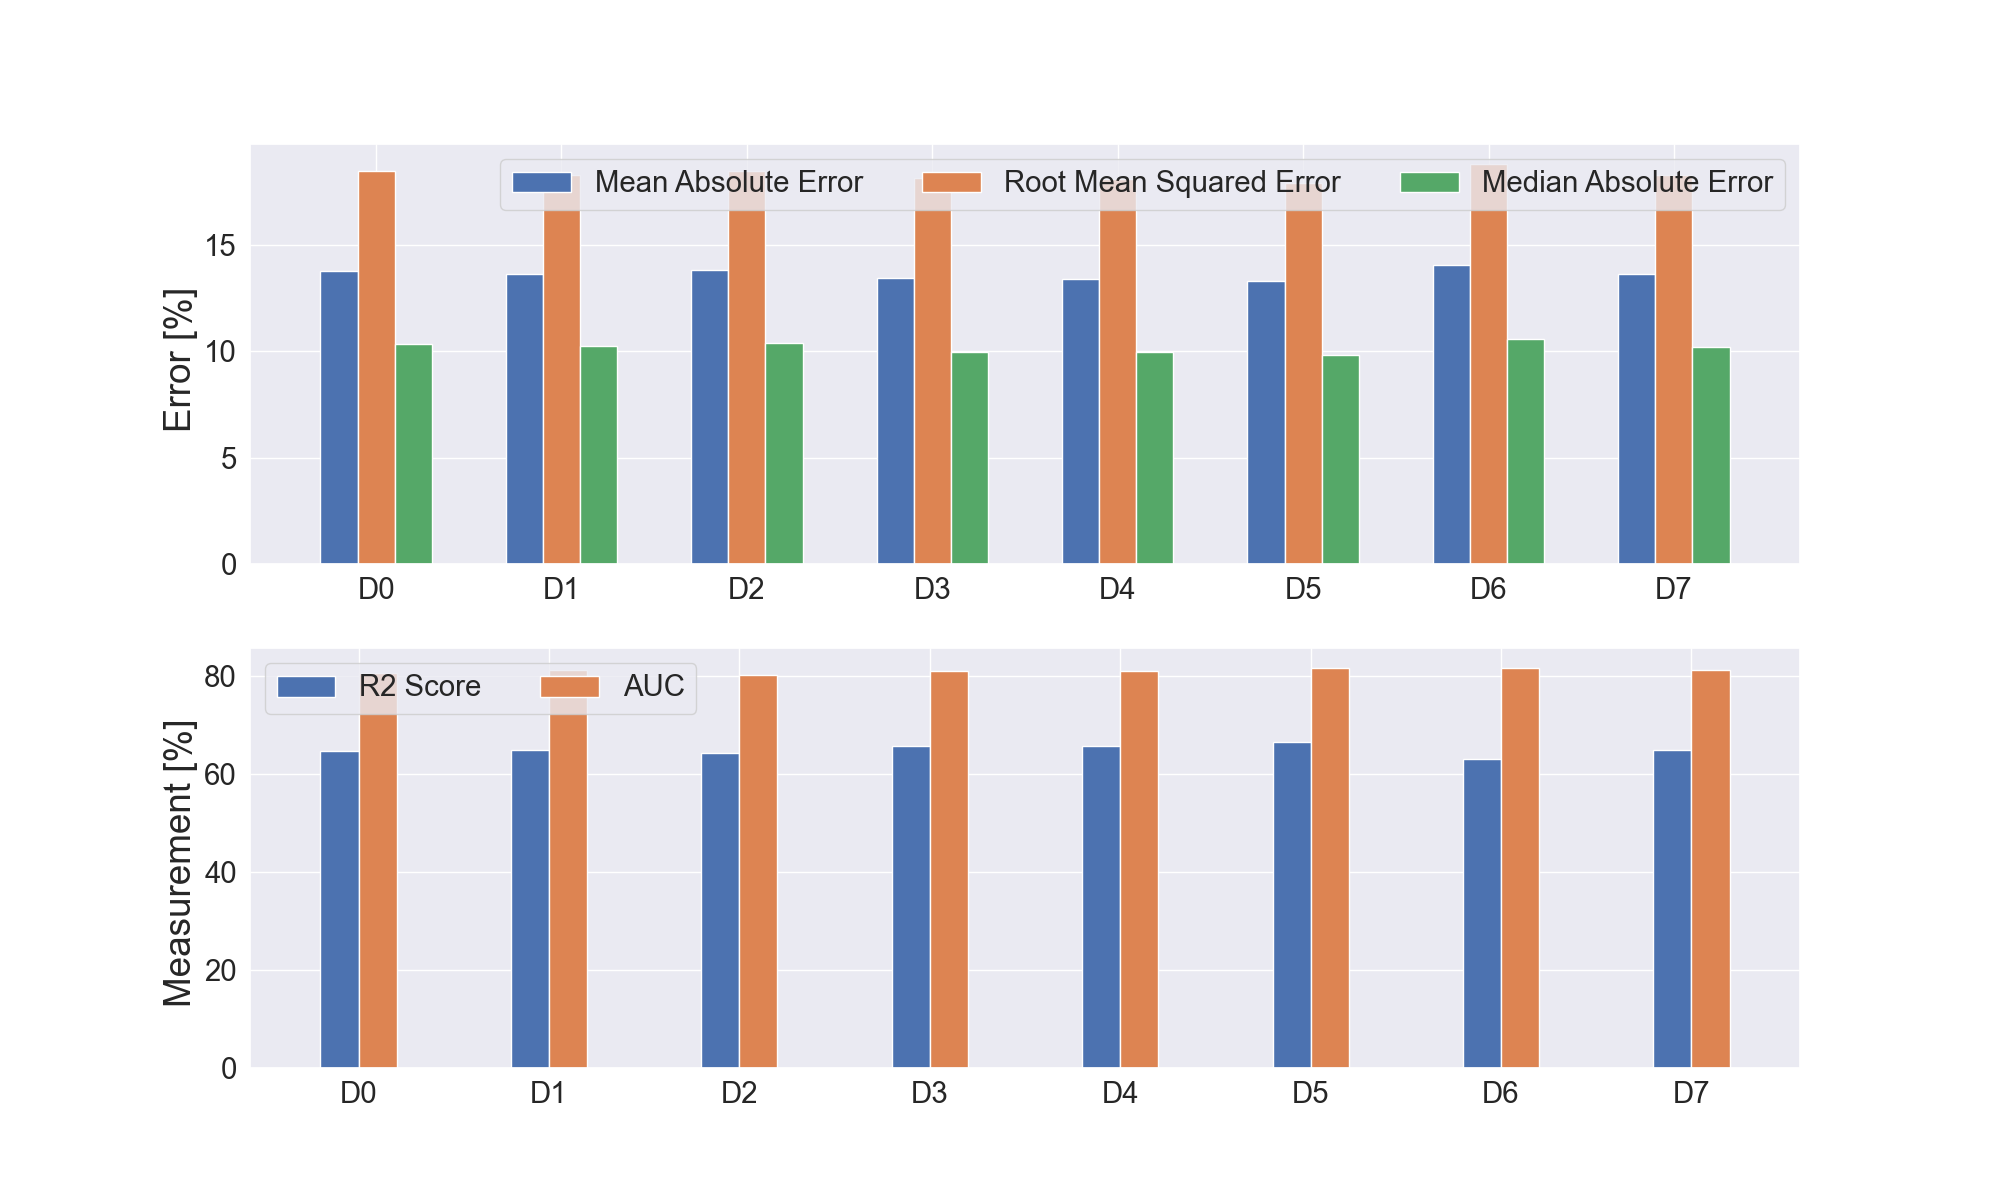 Mean Absolute Error Root Mean Squared Error Median Absolute Error
Error [%]
15
10
5
0
D0 D1 D2 D3 D4 D5 D6 D7
R2 Score AUC
Measurement [%]
80
60
40
20
0
D0 D1 D2 D3 D4 D5 D6 D7